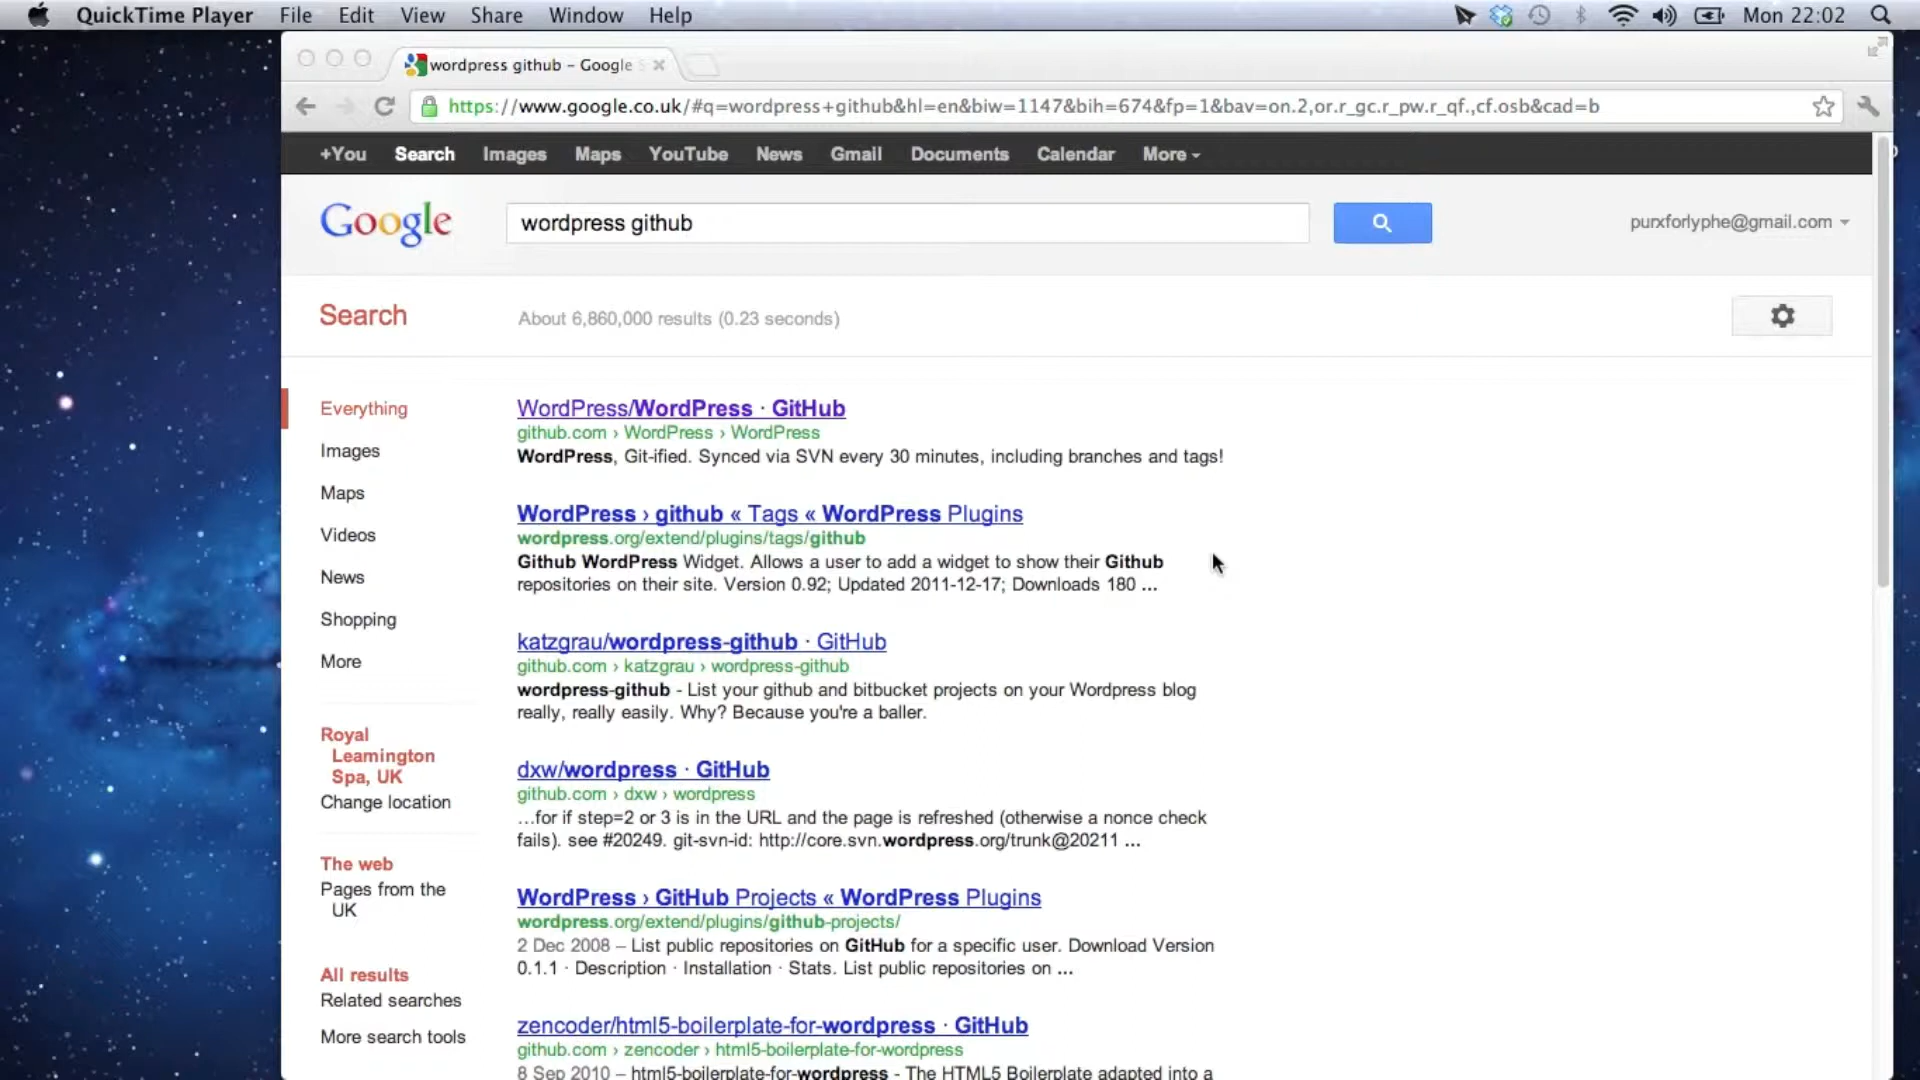 QuickTime Player File Edit View Share Window Help Mon 22:02
wordpress github – Google S
https://www.google.co.uk/#q=wordpress+github&hl=en&biw=1147&bih=674&fp=1&bav=on.2,or.r_gc.r_pw.r_qf.,cf.osb&cad=b
+You Search Images Maps YouTube News Gmail Documents Calendar More
Google wordpress github purxforlyphe@gmail.com
Search About 6,860,000 results (0.23 seconds)
Everything
Images
Maps
Videos
News
Shopping
More
Royal
Leamington
Spa, UK
Change location
The web
Pages from the
UK
All results
Related searches
More search tools
WordPress/WordPress · GitHub
github.com › WordPress › WordPress
WordPress, Git-ified. Synced via SVN every 30 minutes, including branches and tags!
WordPress › github « Tags « WordPress Plugins
wordpress.org/extend/plugins/tags/github
Github WordPress Widget. Allows a user to add a widget to show their Github
repositories on their site. Version 0.92; Updated 2011-12-17; Downloads 180 ...
katzgrau/wordpress-github · GitHub
github.com › katzgrau › wordpress-github
wordpress-github - List your github and bitbucket projects on your Wordpress blog
really, really easily. Why? Because you're a baller.
dxw/wordpress · GitHub
github.com › dxw › wordpress
…for if step=2 or 3 is in the URL and the page is refreshed (otherwise a nonce check
fails). see #20249. git-svn-id: http://core.svn.wordpress.org/trunk@20211 ...
WordPress › GitHub Projects « WordPress Plugins
wordpress.org/extend/plugins/github-projects/
2 Dec 2008 – List public repositories on GitHub for a specific user. Download Version
0.1.1 · Description · Installation · Stats. List public repositories on ...
zencoder/html5-boilerplate-for-wordpress · GitHub
github.com › zencoder › html5-boilerplate-for-wordpress
8 Sep 2010 – html5-boilerplate-for-wordpress - The HTML5 Boilerplate adapted into a